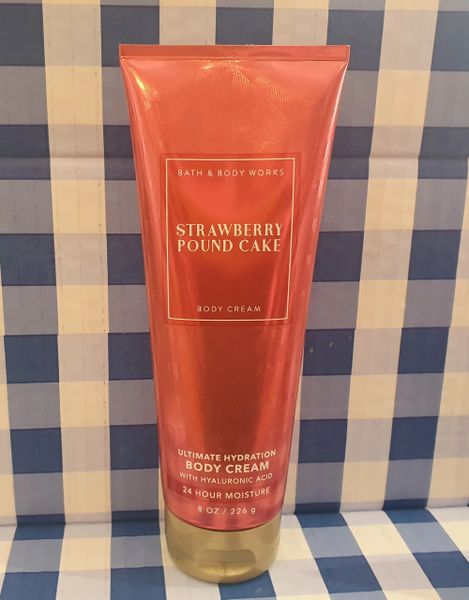 BATH & BODY WORKS
STRAWBERRY
POUND CAKE
BODY CREAM
ULTIMATE HYDRATION
BODY CREAM
WITH HYALURONIC ACID
24 HOUR MOISTURE
8 OZ / 226 g